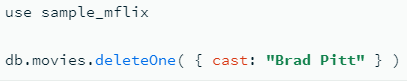 use sample_mflix
db.movies.deleteOne( { cast: "Brad Pitt" } )